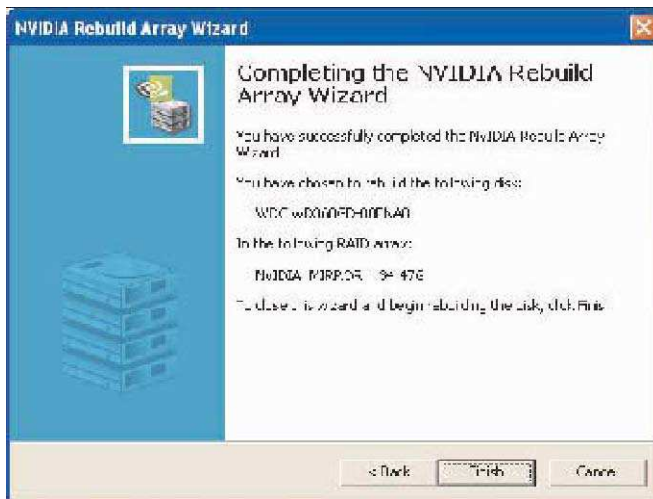 NVIDIA Rebuild Array Wizard
Completing the NVIDIA Rebuild
Array Wizard
You have successfully completed the NVIDIA Rebuild Array
Wizard
You have chosen to rebuild the following disk:
In the following RAID array:
NVIDIA MIRROR
To close this wizard and begin rebuilding the disk, click Finish
< Back
Finish
Cancel